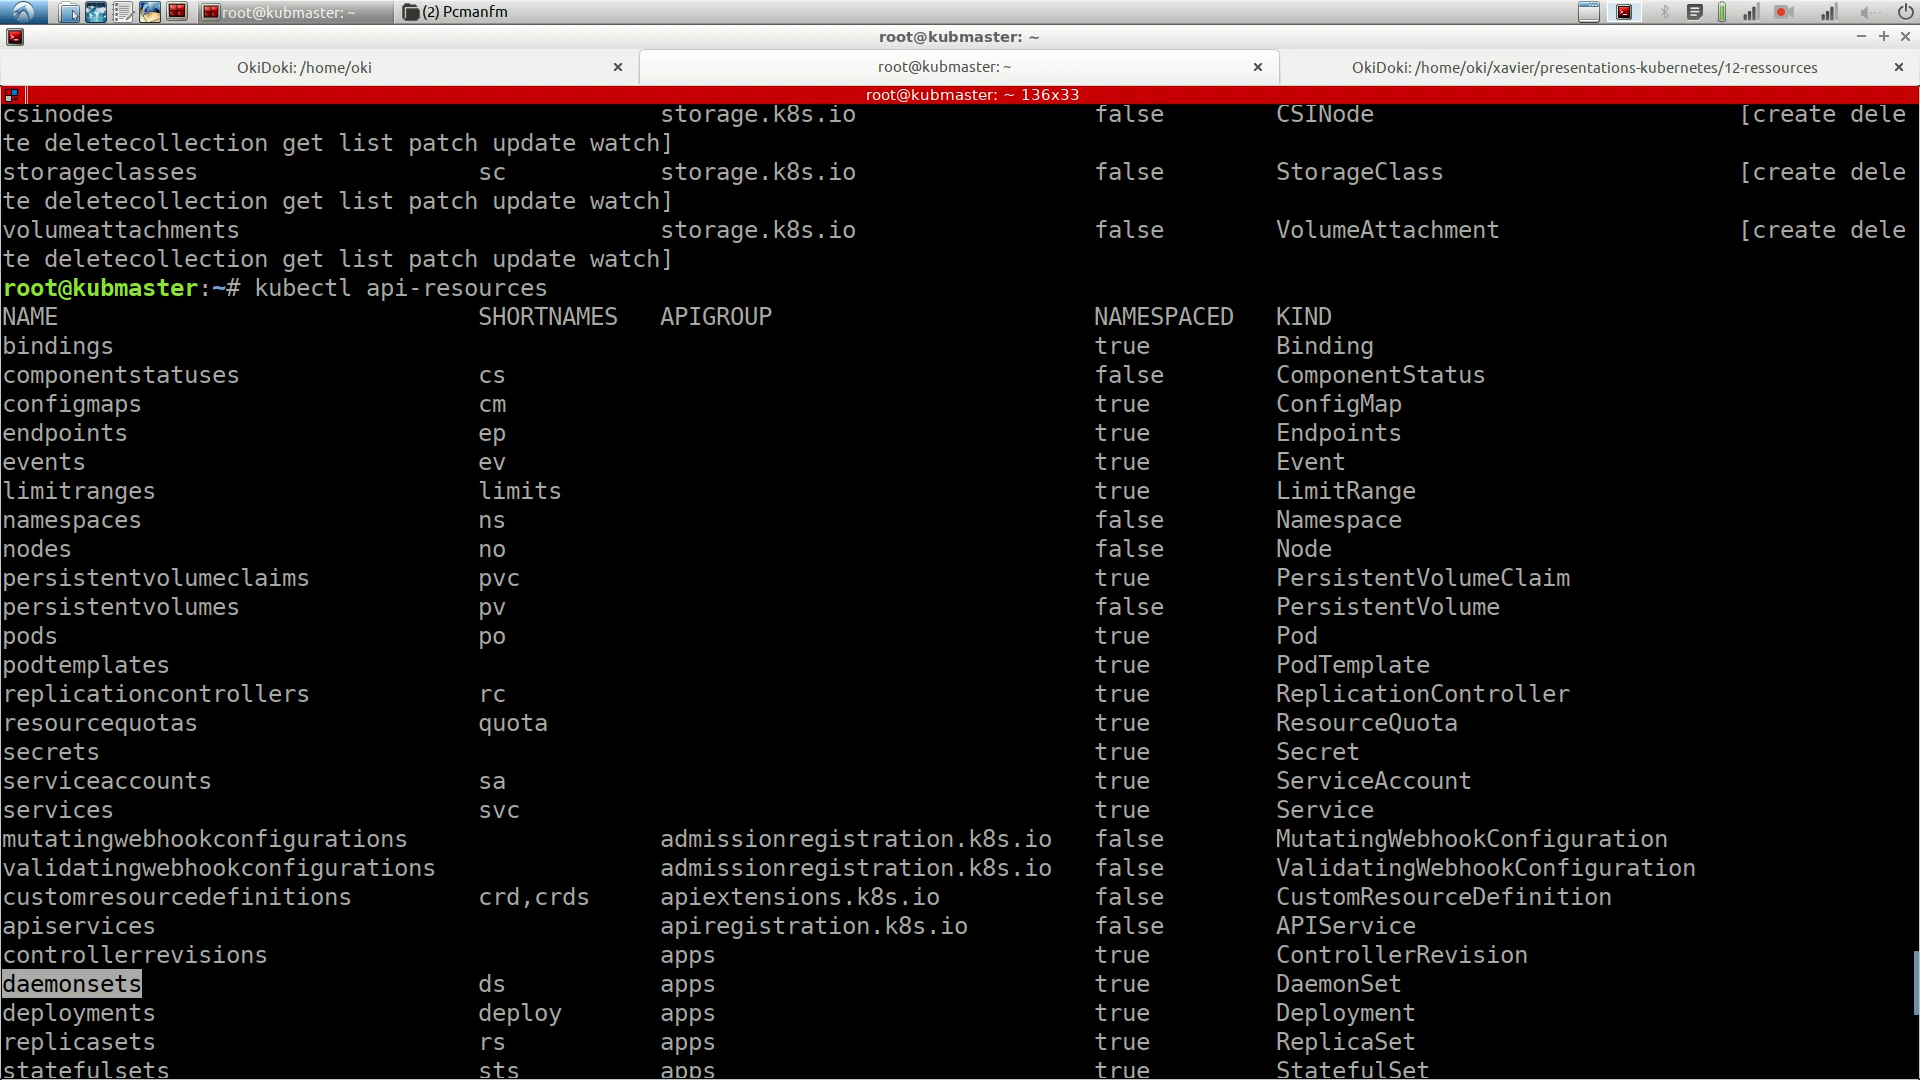 root@kubmaster: ~
(2) Pcmanfm
root@kubmaster: ~
OkiDoki: /home/oki
root@kubmaster: ~
OkiDoki: /home/oki/xavier/presentations-kubernetes/12-ressources
root@kubmaster: ~ 136x33
csinodes storage.k8s.io false CSINode [create dele
te deletecollection get list patch update watch]
storageclasses sc storage.k8s.io false StorageClass [create dele
te deletecollection get list patch update watch]
volumeattachments storage.k8s.io false VolumeAttachment [create dele
te deletecollection get list patch update watch]
root@kubmaster:~# kubectl api-resources
NAME SHORTNAMES APIGROUP NAMESPACED KIND
bindings true Binding
componentstatuses cs false ComponentStatus
configmaps cm true ConfigMap
endpoints ep true Endpoints
events ev true Event
limitranges limits true LimitRange
namespaces ns false Namespace
nodes no false Node
persistentvolumeclaims pvc true PersistentVolumeClaim
persistentvolumes pv false PersistentVolume
pods po true Pod
podtemplates true PodTemplate
replicationcontrollers rc true ReplicationController
resourcequotas quota true ResourceQuota
secrets true Secret
serviceaccounts sa true ServiceAccount
services svc true Service
mutatingwebhookconfigurations admissionregistration.k8s.io false MutatingWebhookConfiguration
validatingwebhookconfigurations admissionregistration.k8s.io false ValidatingWebhookConfiguration
customresourcedefinitions crd,crds apiextensions.k8s.io false CustomResourceDefinition
apiservices apiregistration.k8s.io false APIService
controllerrevisions apps true ControllerRevision
daemonsets ds apps true DaemonSet
deployments deploy apps true Deployment
replicasets rs apps true ReplicaSet
statefulsets sts apps true StatefulSet